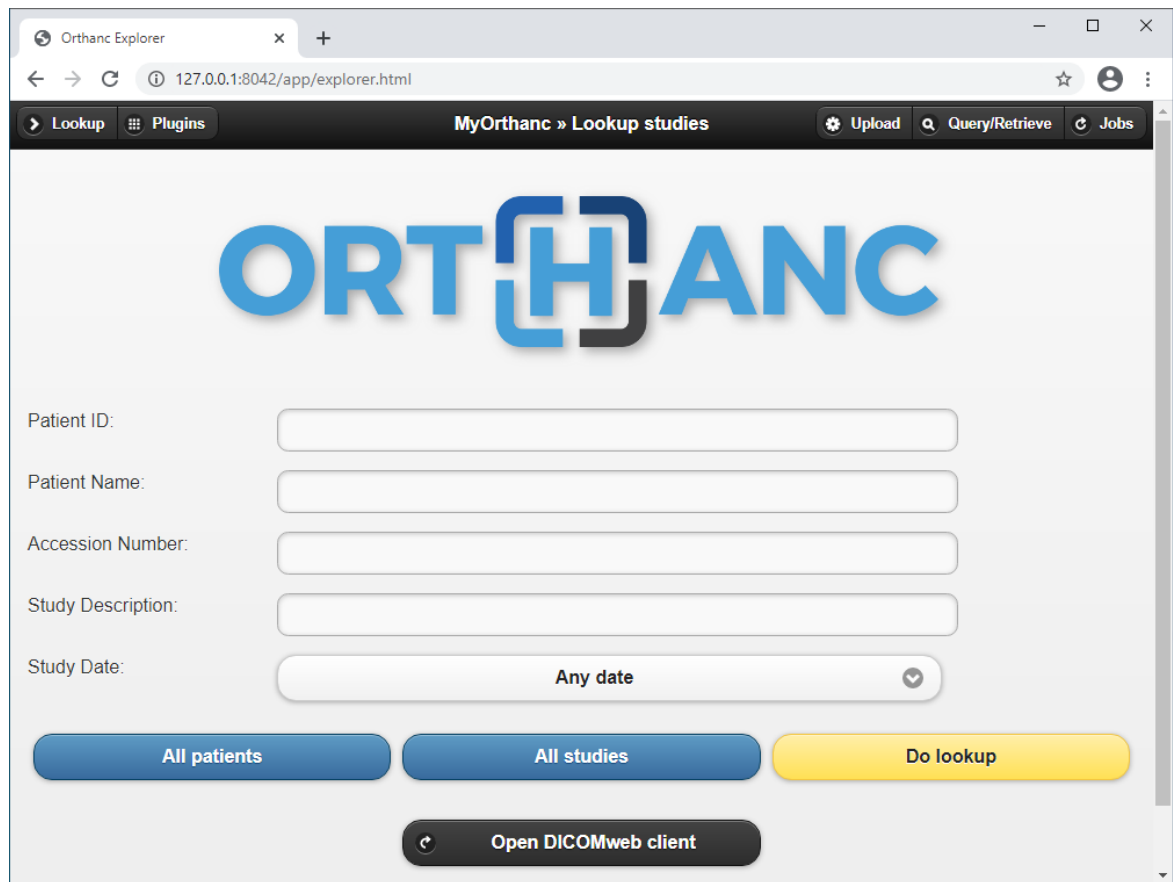 Orthanc Explorer
127.0.0.1:8042/app/explorer.html
Lookup Plugins MyOrthanc » Lookup studies Upload Query/Retrieve Jobs
ORTHANC
Patient ID:
Patient Name:
Accession Number:
Study Description:
Study Date: Any date
All patients All studies Do lookup
Open DICOMweb client